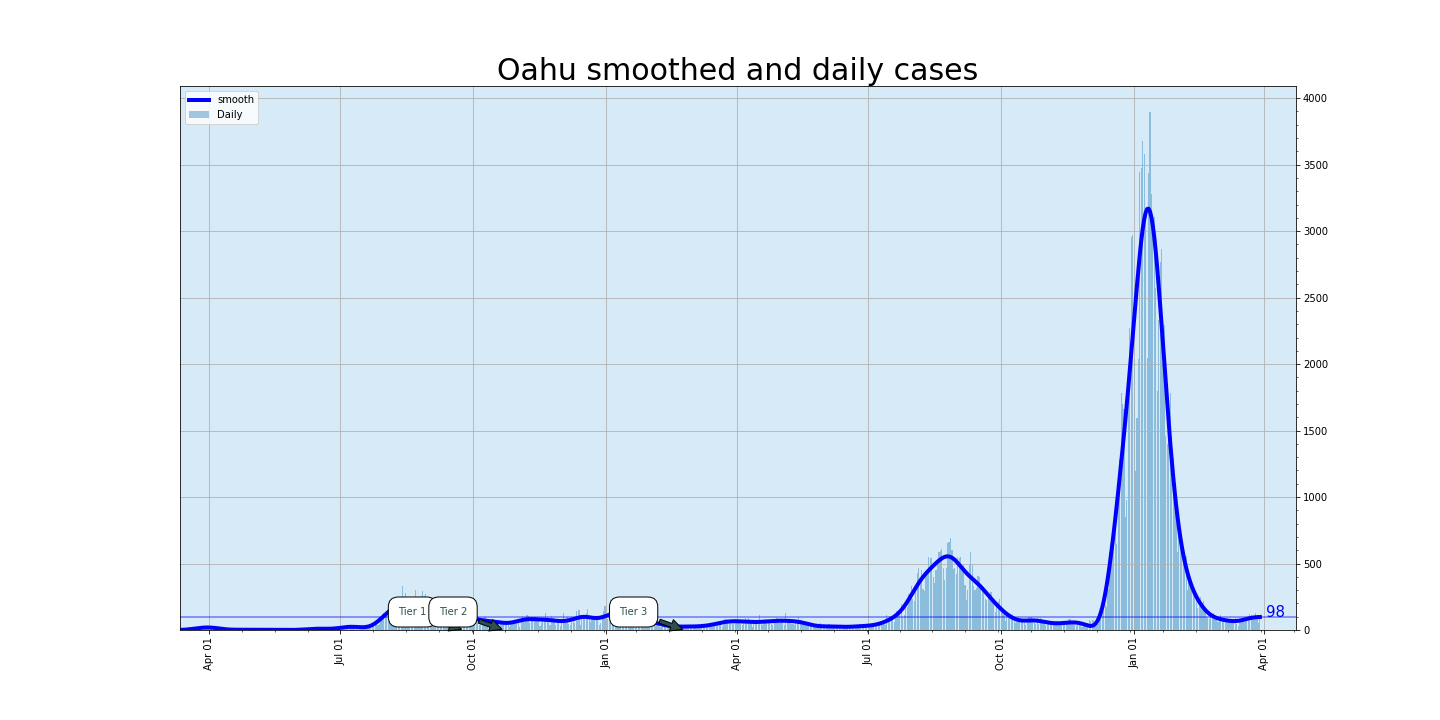 Oahu smoothed and daily cases
smooth
Daily
4000
3500
3000
2500
2000
1500
1000
500
0
Tier 1
Tier 2
Tier 3
98
Apr 01
Jul 01
Oct 01
Jan 01
Apr 01
Jul 01
Oct 01
Jan 01
Apr 01